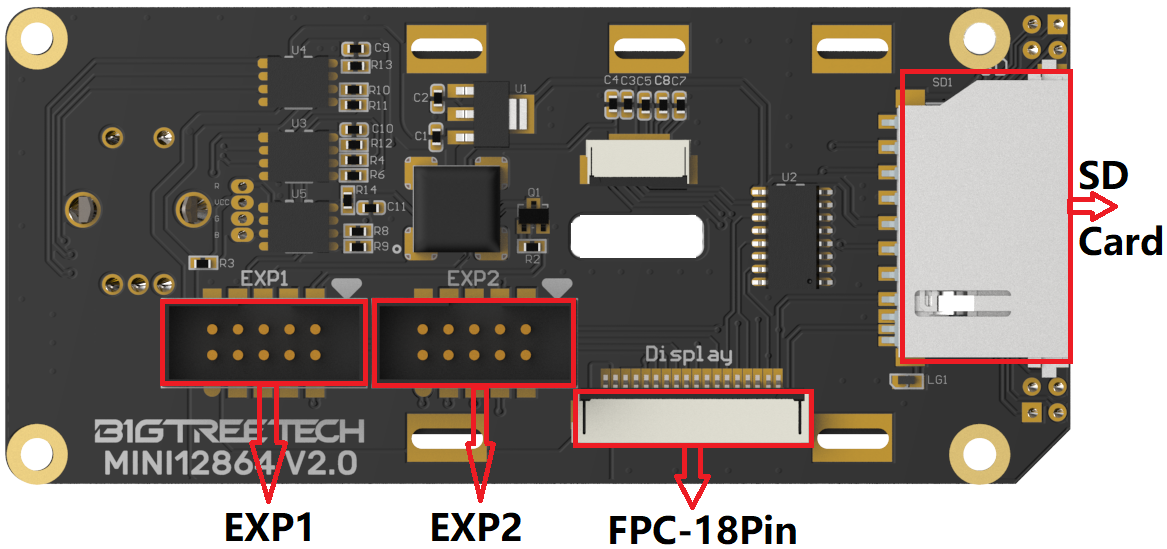 U4
C9
R13
R10
R11
U3
C10
R12
R4
R6
R14
U5
C11
R8
R9
R
VCC
G
B
R3
C2
U1
C1
Q1
R2
C4 C3 C5 C8 C7
U2
SD1
SD
Card
EXP1
EXP2
Display
LG1
B1GTREETECH
MINI12864 V2.0
EXP1
EXP2
FPC-18Pin